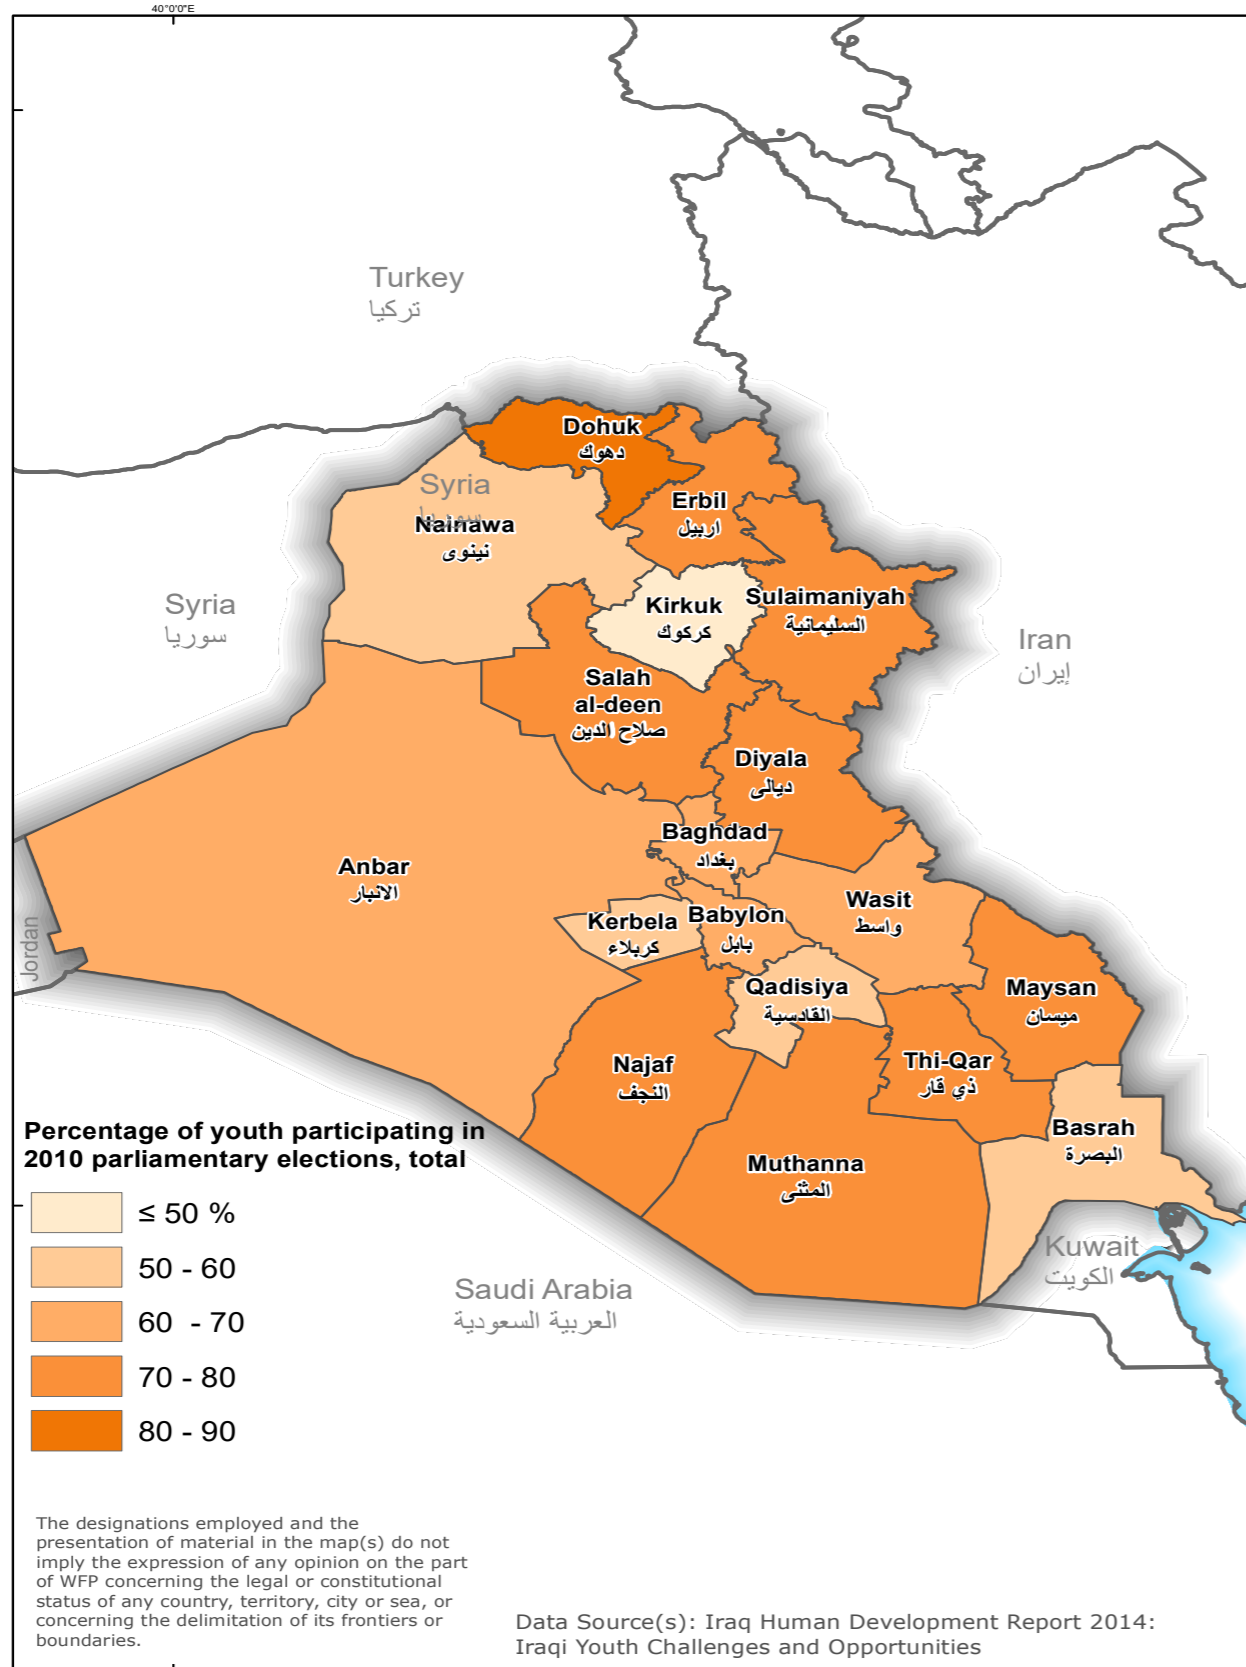 40°0'0"E
Turkey
تركيا
Dohuk
دهوك
Syria
سوريا
Erbil
اربيل
Nainawa
نينوى
Sulaimaniyah
السليمانية
Kirkuk
كركوك
Syria
سوريا
Iran
إيران
Salah
al-deen
صلاح الدين
Diyala
ديالى
Baghdad
بغداد
Anbar
الانبار
Wasit
واسط
Kerbela
كربلاء
Babylon
بابل
Jordan
Qadisiya
القادسية
Maysan
ميسان
Najaf
النجف
Thi-Qar
ذي قار
Basrah
البصرة
Muthanna
المثنى
Percentage of youth participating in
2010 parliamentary elections, total
≤ 50 %
50 - 60
60 - 70
70 - 80
80 - 90
Kuwait
الكويت
Saudi Arabia
العربية السعودية
The designations employed and the
presentation of material in the map(s) do not
imply the expression of any opinion on the part
of WFP concerning the legal or constitutional
status of any country, territory, city or sea, or
concerning the delimitation of its frontiers or
boundaries.
Data Source(s): Iraq Human Development Report 2014:
Iraqi Youth Challenges and Opportunities